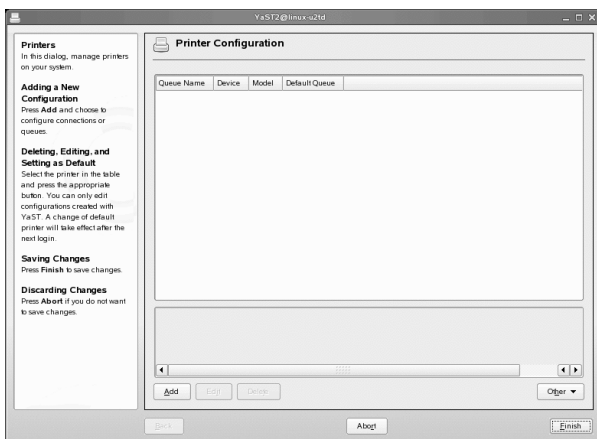 YaST2@linux-u2td
Printers
In this dialog, manage printers
on your system.
Adding a New
Configuration
Press Add and choose to
configure connections or
queues.
Deleting, Editing, and
Setting as Default
Select the printer in the table
and press the appropriate
button. You can only edit
configurations created with
YaST. A change of default
printer will take effect after the
next login.
Saving Changes
Press Finish to save changes.
Discarding Changes
Press Abort if you do not want
to save changes.
Printer Configuration
Queue Name Device Model Default Queue
Add Edit Delete Other
Back Abort Finish